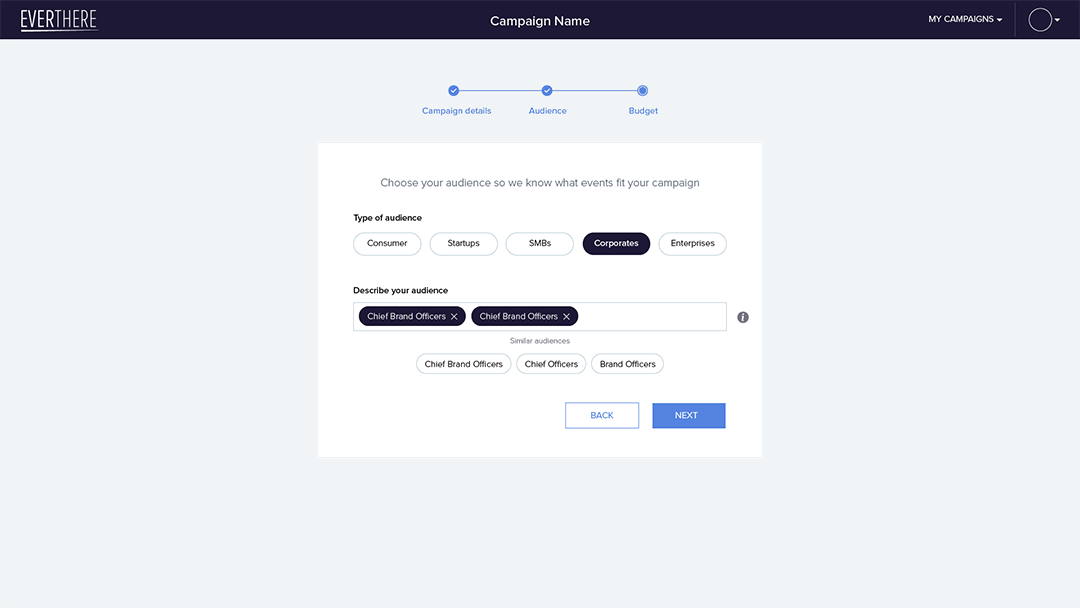 EVERTHERE
Campaign Name
MY CAMPAIGNS
Campaign details
Audience
Budget
Choose your audience so we know what events fit your campaign
Type of audience
Consumer
Startups
SMBs
Corporates
Enterprises
Describe your audience
Chief Brand Officers
Chief Brand Officers
i
Similar audiences
Chief Brand Officers
Chief Officers
Brand Officers
BACK
NEXT